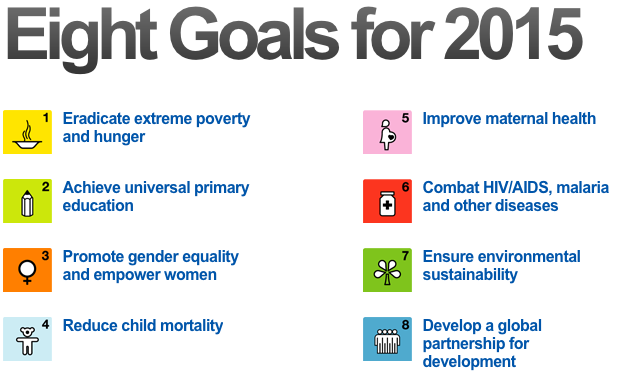 Eight Goals for 2015
1
Eradicate extreme poverty
and hunger
2
Achieve universal primary
education
3
Promote gender equality
and empower women
4
Reduce child mortality
5
Improve maternal health
6
Combat HIV/AIDS, malaria
and other diseases
7
Ensure environmental
sustainability
8
Develop a global
partnership for
development